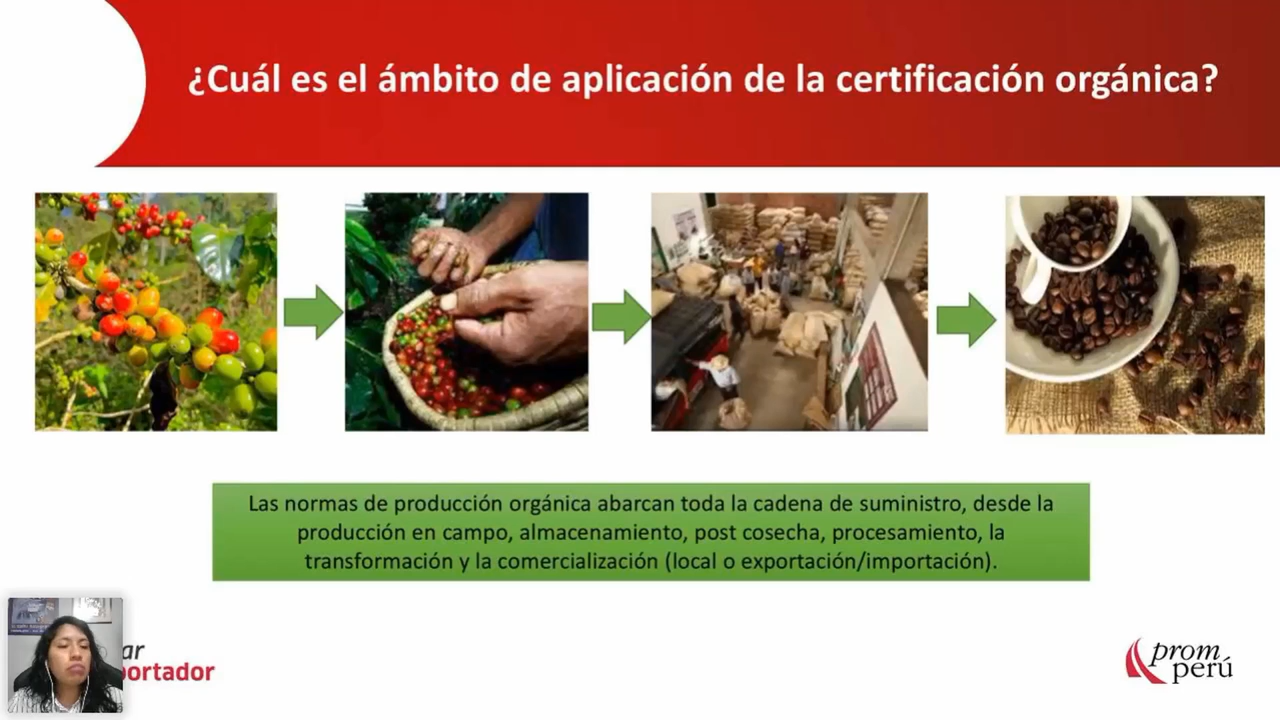 ¿Cuál es el ámbito de aplicación de la certificación orgánica?
Las normas de producción orgánica abarcan toda la cadena de suministro, desde la
producción en campo, almacenamiento, post cosecha, procesamiento, la
transformación y la comercialización (local o exportación/importación).
ar
portador
prom
perú